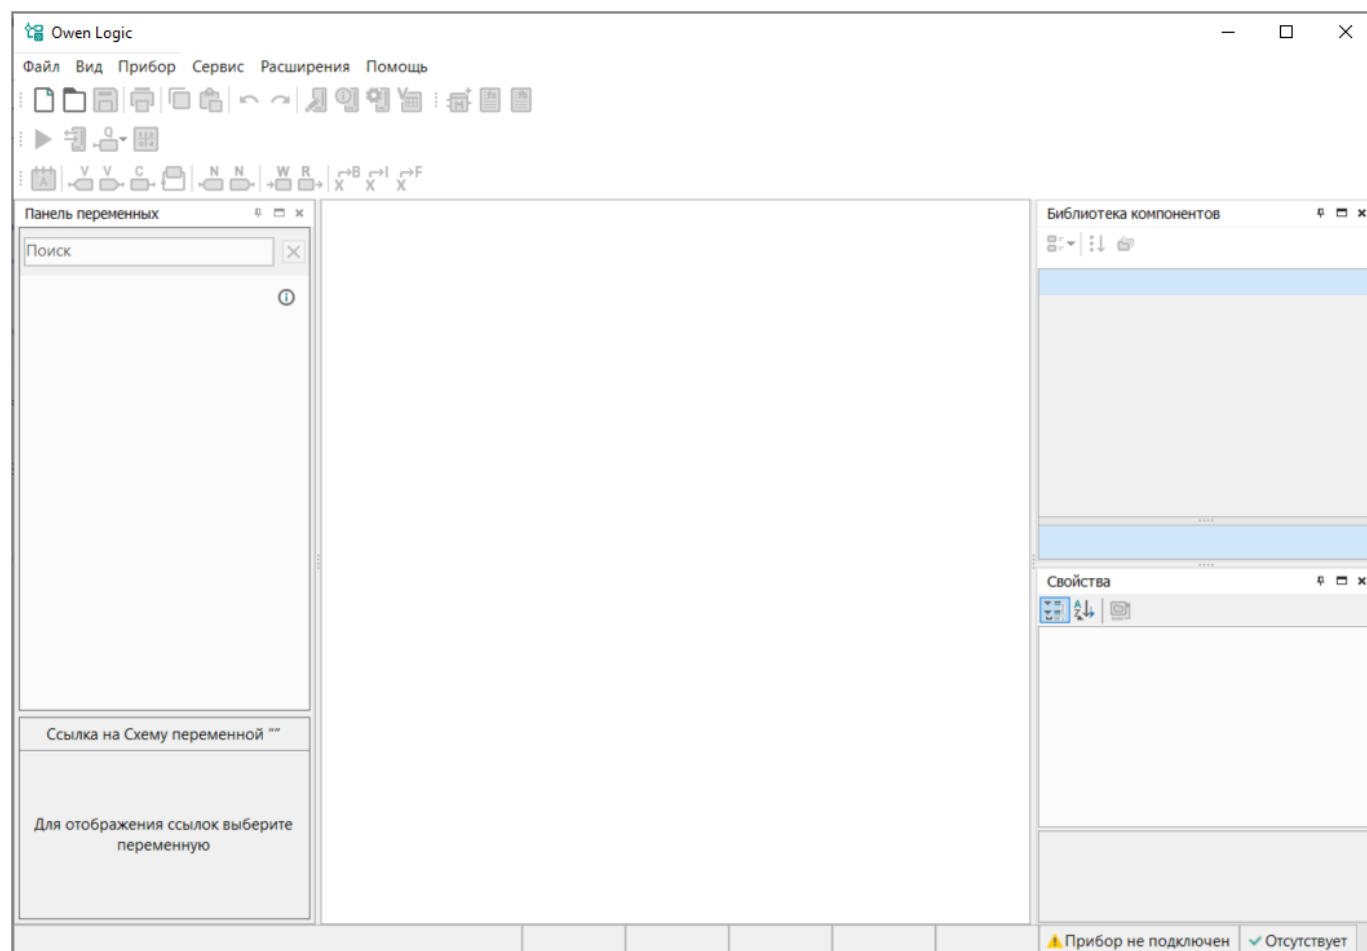 Owen Logic
Файл Вид Прибор Сервис Расширения Помощь
Q
A V V C N N W R B I F
X X X
Панель переменных
Библиотека компонентов
Поиск
Свойства
Ссылка на Схему переменной “”
Для отображения ссылок выберите
переменную
Прибор не подключен Отсутствует